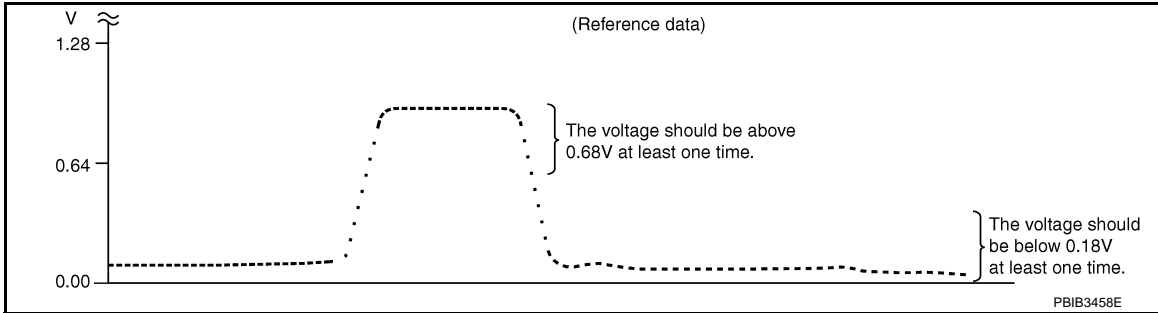 V
(Reference data)
1.28
The voltage should be above
0.68V at least one time.
0.64
The voltage should
be below 0.18V
at least one time.
0.00
PBIB3458E